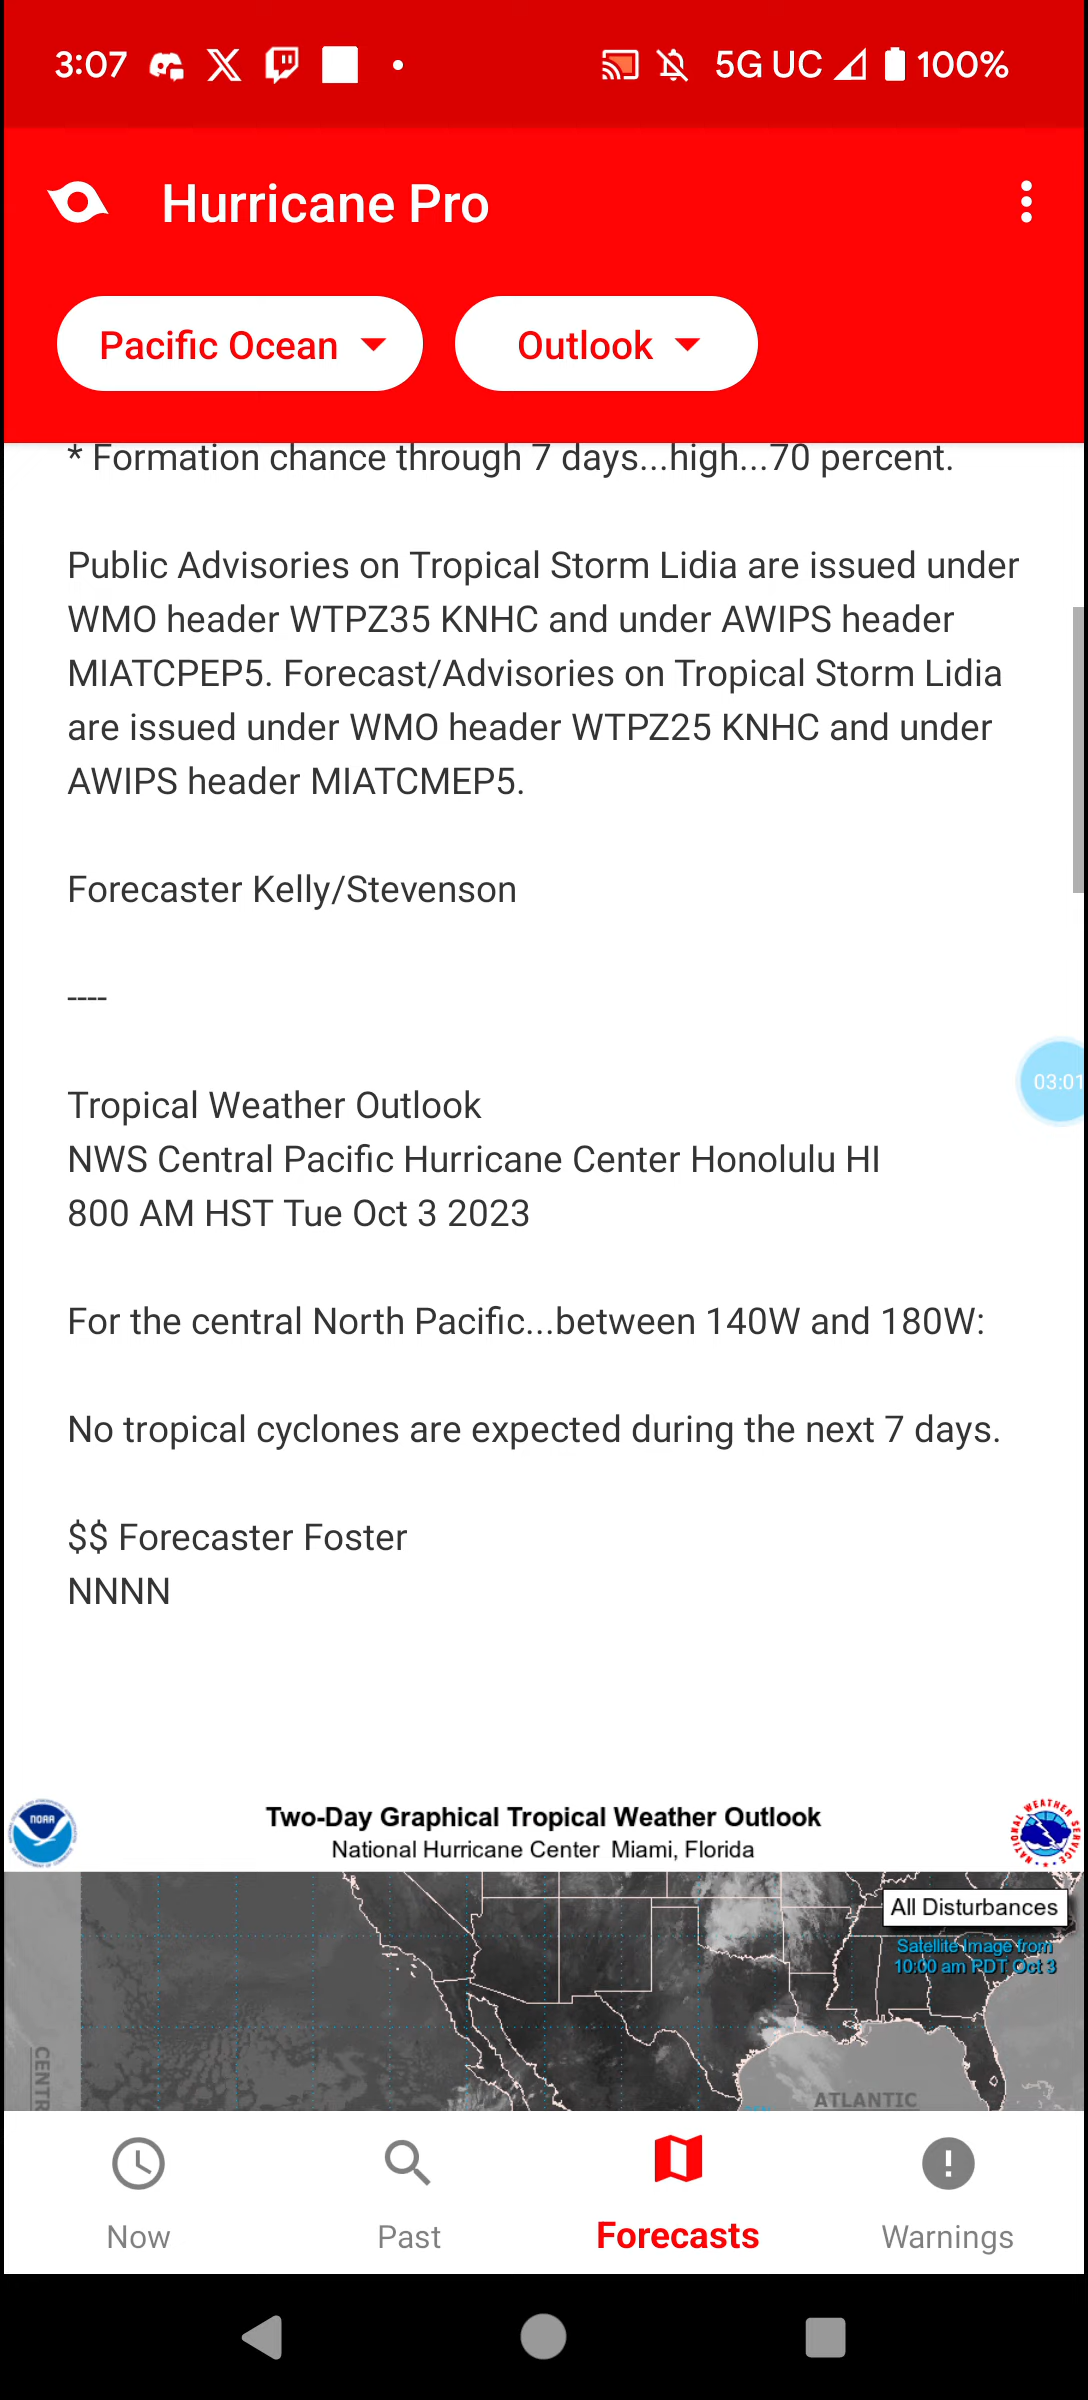 3:07 5G UC 100%
Hurricane Pro
Pacific Ocean Outlook
* Formation chance through 7 days...high...70 percent.
Public Advisories on Tropical Storm Lidia are issued under
WMO header WTPZ35 KNHC and under AWIPS header
MIATCPEP5. Forecast/Advisories on Tropical Storm Lidia
are issued under WMO header WTPZ25 KNHC and under
AWIPS header MIATCMEP5.
Forecaster Kelly/Stevenson
----
03:01
Tropical Weather Outlook
NWS Central Pacific Hurricane Center Honolulu HI
800 AM HST Tue Oct 3 2023
For the central North Pacific...between 140W and 180W:
No tropical cyclones are expected during the next 7 days.
$$ Forecaster Foster
NNNN
NOAA
Two-Day Graphical Tropical Weather Outlook
National Hurricane Center Miami, Florida
NATIONAL WEATHER SERVICE
All Disturbances
Satellite Image from
10:00 am PDT Oct 3
CENTR
ATLANTIC
Now Past Forecasts Warnings